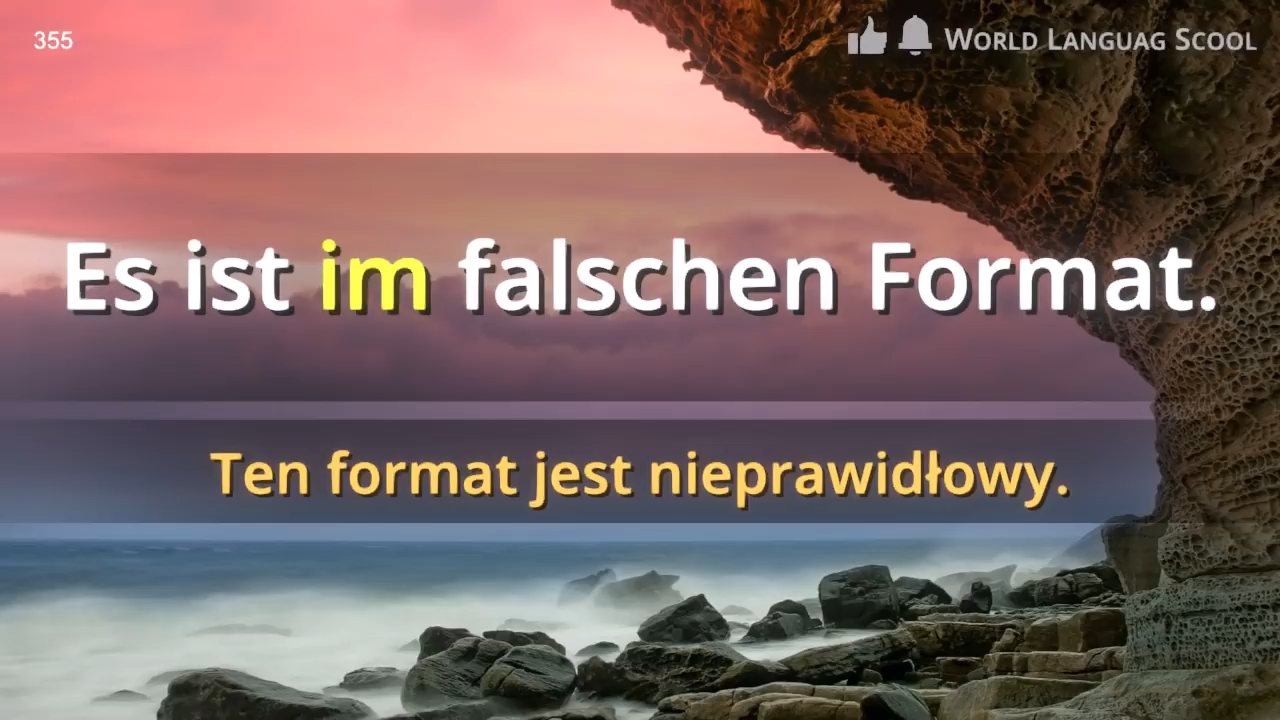 355
World Languag Scool
Es ist im falschen Format.
Ten format jest nieprawidłowy.